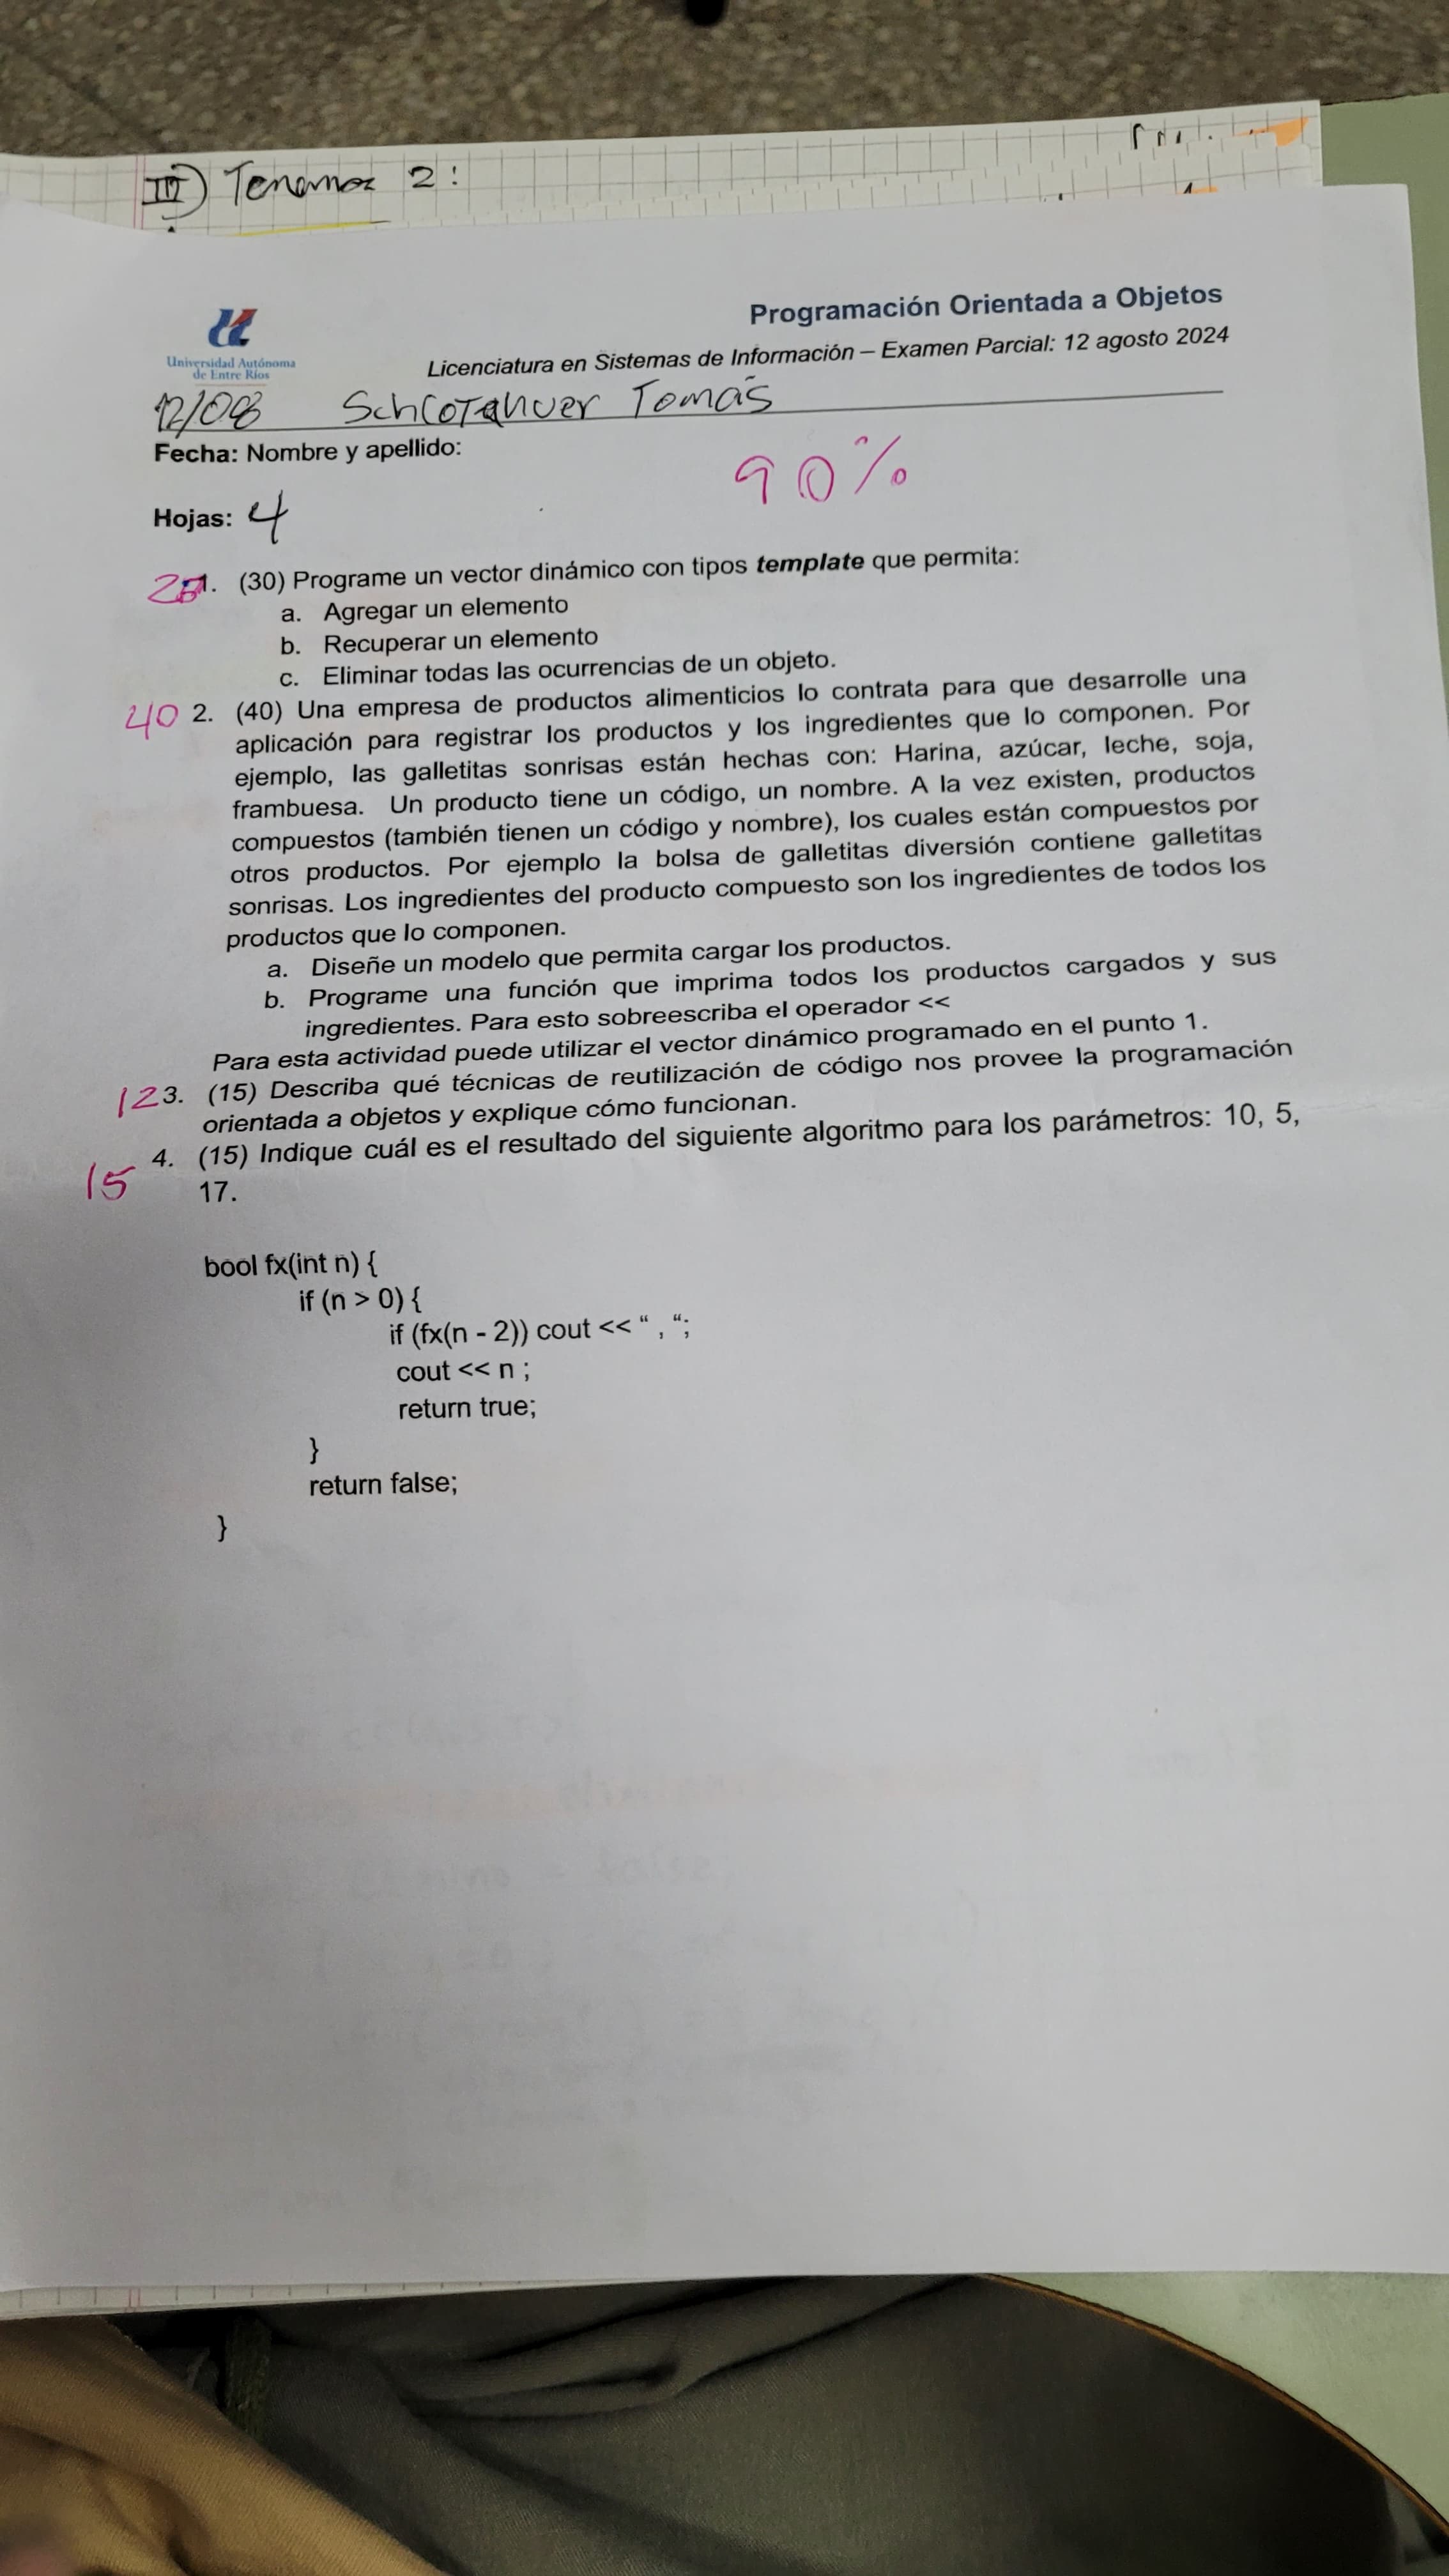 III) Tenemos 2:
Programación Orientada a Objetos
Universidad Autónoma
de Entre Ríos
Licenciatura en Sistemas de Información – Examen Parcial: 12 agosto 2024
12/08 Tomás
Fecha: Nombre y apellido:
90%
Hojas: 4
1. (30) Programe un vector dinámico con tipos template que permita:
a. Agregar un elemento
b. Recuperar un elemento
c. Eliminar todas las ocurrencias de un objeto.
40 2. (40) Una empresa de productos alimenticios lo contrata para que desarrolle una
aplicación para registrar los productos y los ingredientes que lo componen. Por
ejemplo, las galletitas sonrisas están hechas con: Harina, azúcar, leche, soja,
frambuesa. Un producto tiene un código, un nombre. A la vez existen, productos
compuestos (también tienen un código y nombre), los cuales están compuestos por
otros productos. Por ejemplo la bolsa de galletitas diversión contiene galletitas
sonrisas. Los ingredientes del producto compuesto son los ingredientes de todos los
productos que lo componen.
a. Diseñe un modelo que permita cargar los productos.
b. Programe una función que imprima todos los productos cargados y sus
ingredientes. Para esto sobreescriba el operador <<
Para esta actividad puede utilizar el vector dinámico programado en el punto 1.
12 3. (15) Describa qué técnicas de reutilización de código nos provee la programación
orientada a objetos y explique cómo funcionan.
15 4. (15) Indique cuál es el resultado del siguiente algoritmo para los parámetros: 10, 5,
17.
bool fx(int n) {
if (n > 0) {
if (fx(n - 2)) cout << “ , “;
cout << n ;
return true;
}
return false;
}